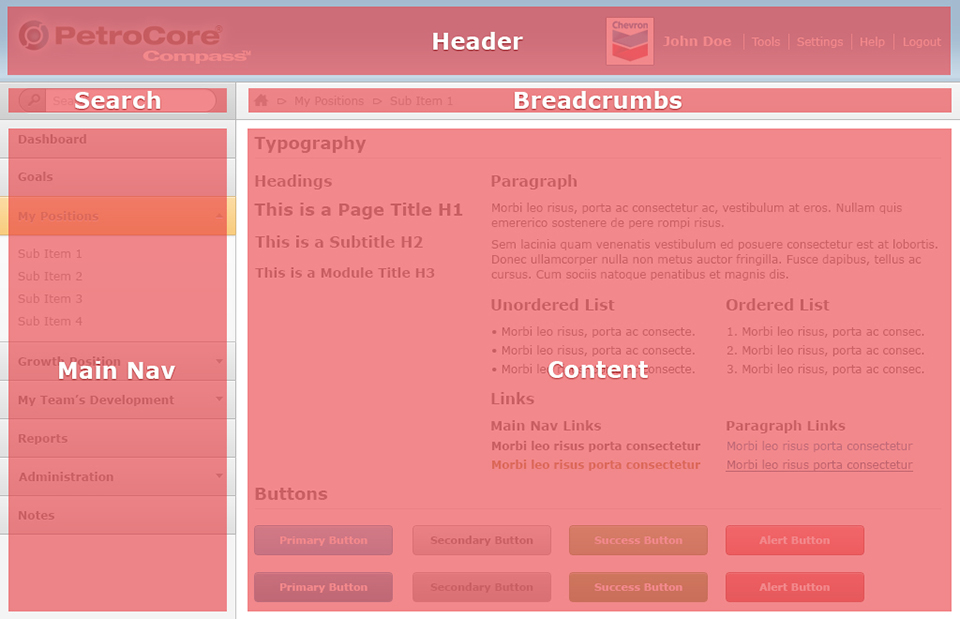 PetroCore®
Compass™
Header
Chevron
John Doe
Tools
Settings
Help
Logout
Search
My Positions
Sub Item 1
Breadcrumbs
Dashboard
Goals
My Positions
Sub Item 1
Sub Item 2
Sub Item 3
Sub Item 4
Growth Position
Main Nav
My Team's Development
Reports
Administration
Notes
Typography
Headings
This is a Page Title H1
This is a Subtitle H2
This is a Module Title H3
Paragraph
Morbi leo risus, porta ac consectetur ac, vestibulum at eros. Nullam quis
emererico sostenere de pere rompi risus.
Sem lacinia quam venenatis vestibulum ed posuere consectetur est at lobortis.
Donec ullamcorper nulla non metus auctor fringilla. Fusce dapibus, tellus ac
cursus. Cum sociis natoque penatibus et magnis dis.
Unordered List
• Morbi leo risus, porta ac consecte.
• Morbi leo risus, porta ac consecte.
• Morbi leo risus, porta ac consecte.
Content
Ordered List
1. Morbi leo risus, porta ac consec.
2. Morbi leo risus, porta ac consec.
3. Morbi leo risus, porta ac consec.
Links
Main Nav Links
Morbi leo risus porta consectetur
Morbi leo risus porta consectetur
Paragraph Links
Morbi leo risus porta consectetur
Morbi leo risus porta consectetur
Buttons
Primary Button
Secondary Button
Success Button
Alert Button
Primary Button
Secondary Button
Success Button
Alert Button